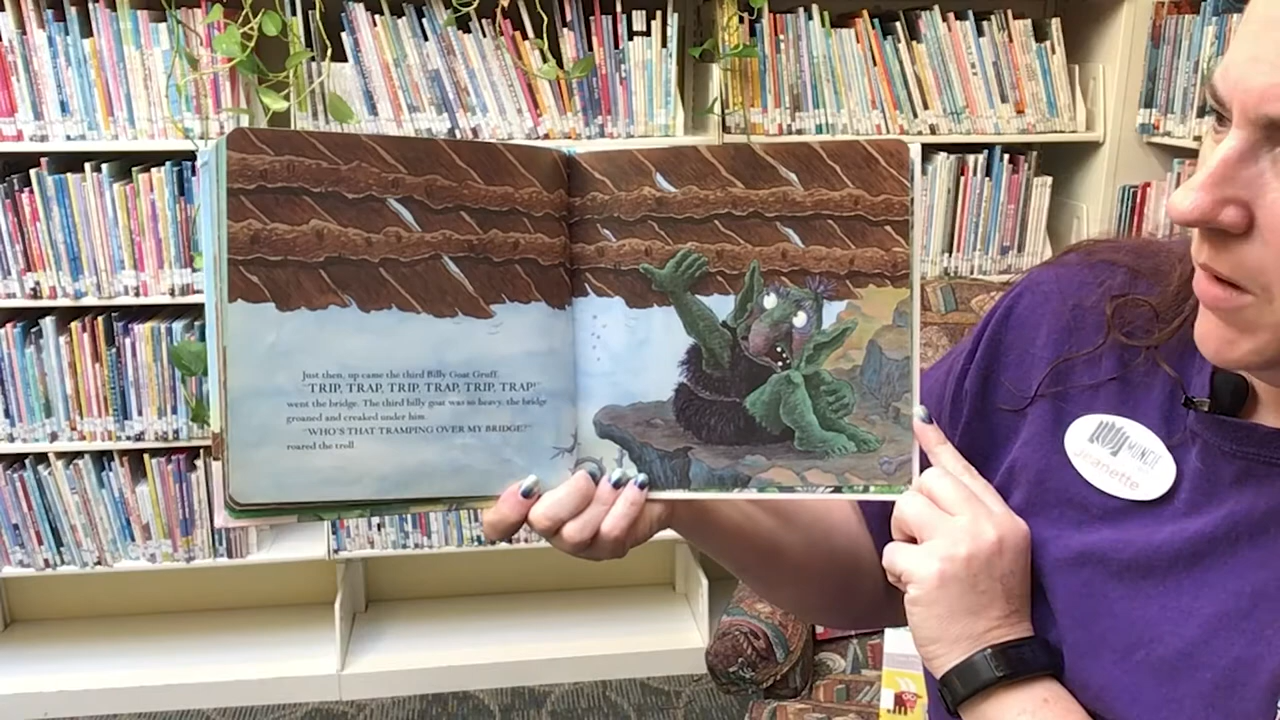 Just then, up came the third Billy Goat Gruff.
"TRIP, TRAP, TRIP, TRAP, TRIP, TRAP!"
went the bridge. The third billy goat was so heavy, the bridge
groaned and creaked under him.
"WHO'S THAT TRAMPING OVER MY BRIDGE?"
roared the troll.
MUNCIE
Jeanette